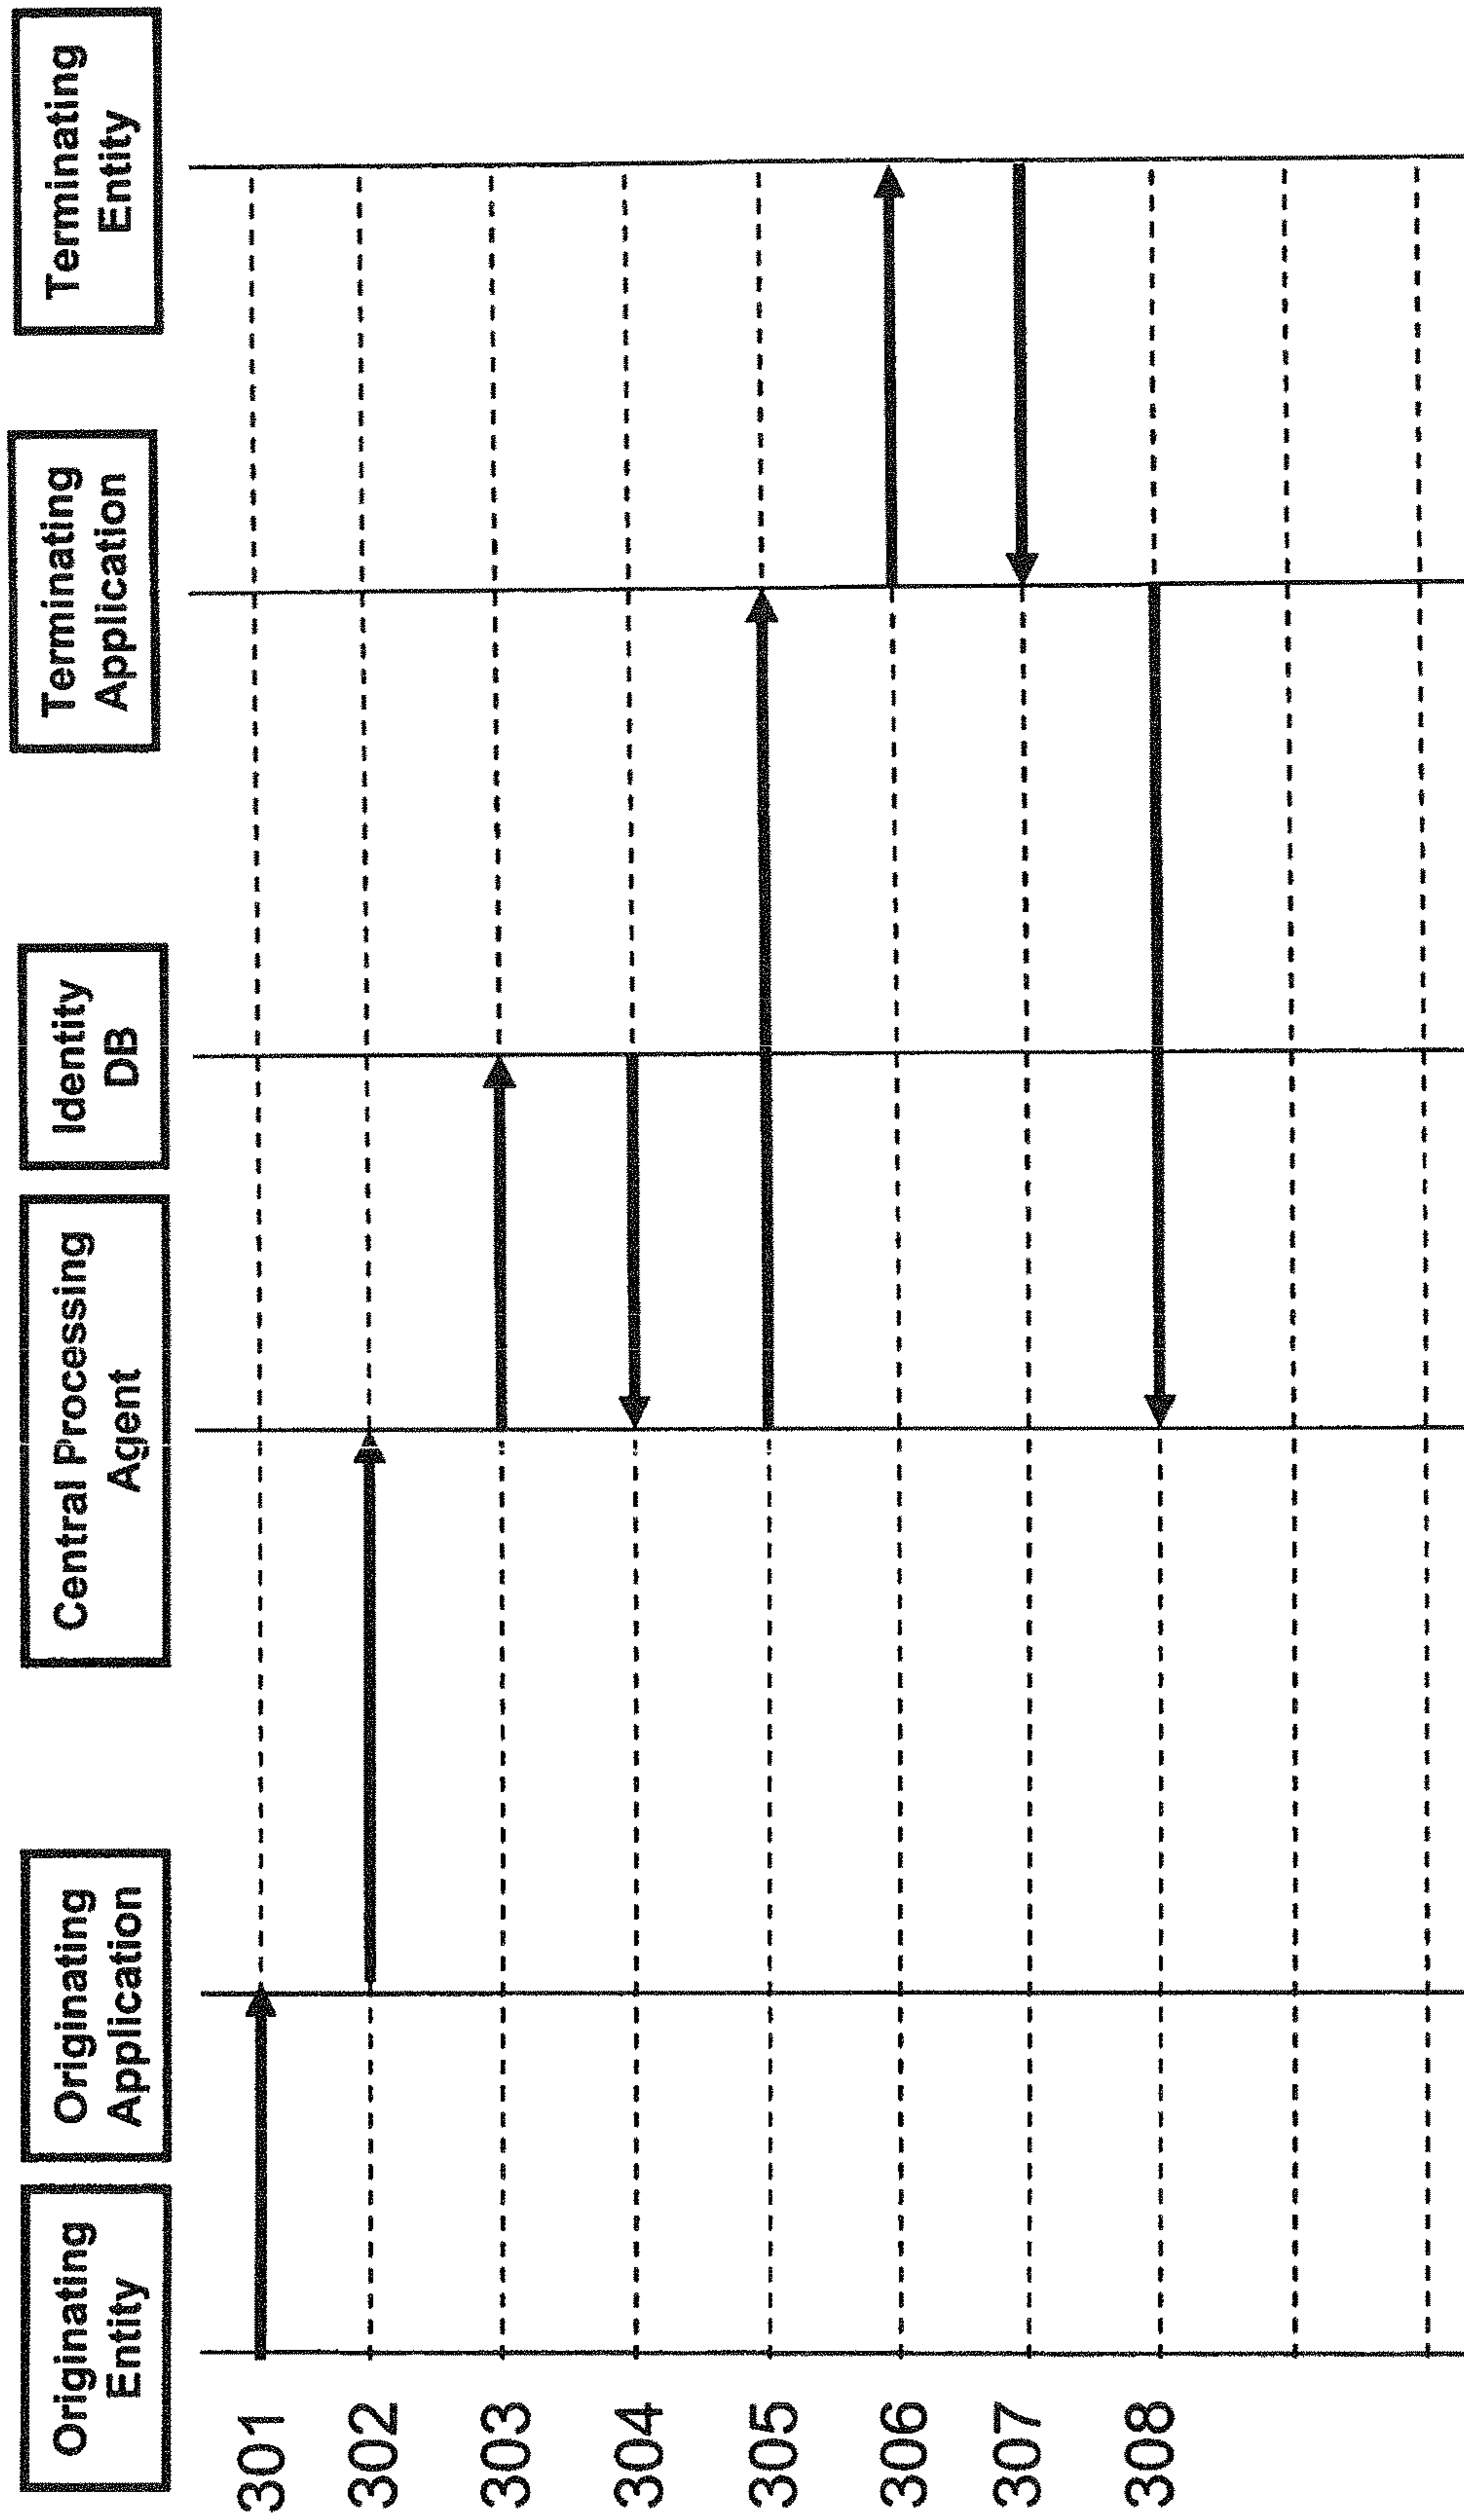 Originating
Entity
Originating
Application
Central Processing
Agent
Identity
DB
Terminating
Application
Terminating
Entity
301
302
303
304
305
306
307
308